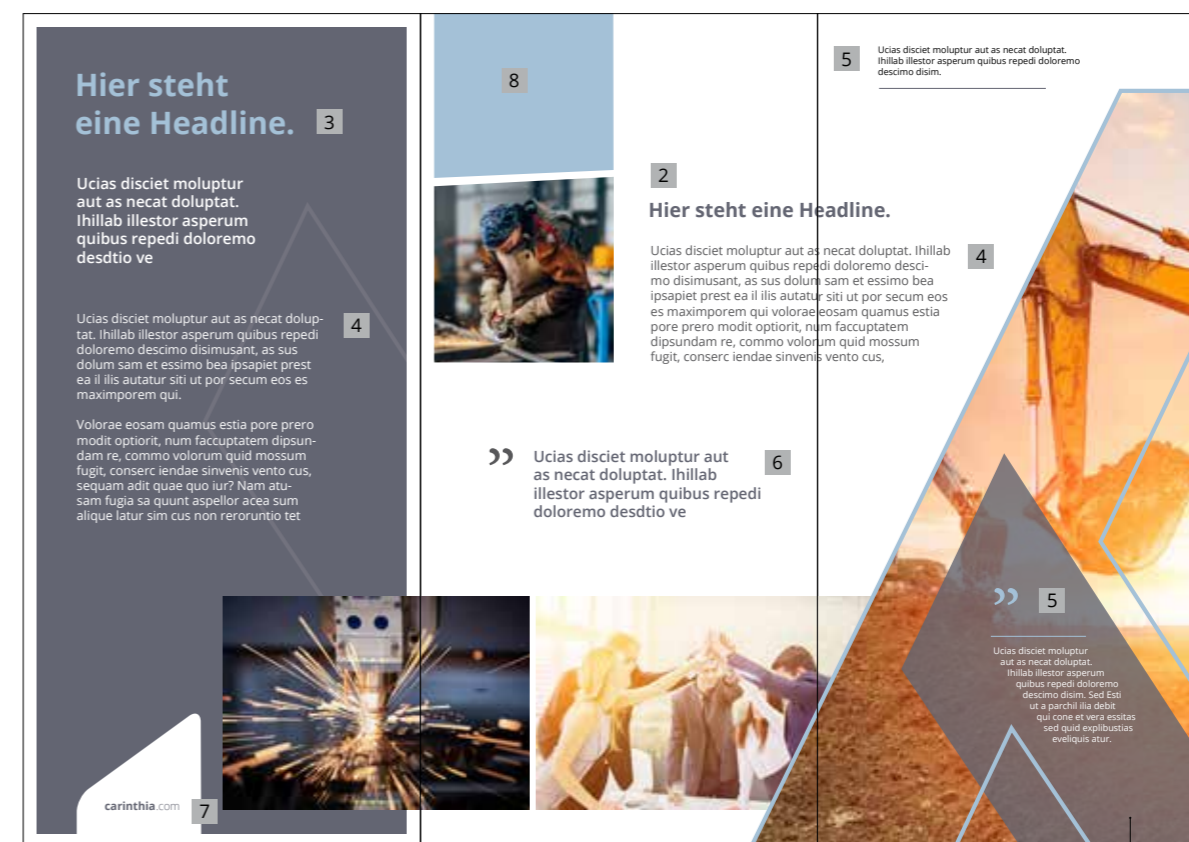 Hier steht
eine Headline.
3
Ucias disciet moluptur
aut as necat doluptat.
Ihillab illestor asperum
quibus repedi doloremo
desdtio ve
Ucias disciet moluptur aut as necat dolup-
tat. Ihillab illestor asperum quibus repedi
doloremo descimo disimusant, as sus
dolum sam et essimo bea ipsapiet prest
ea il ilis autatur siti ut por secum eos es
maximporem qui.
4
Volorae eosam quamus estia pore prero
modit optiorit, num faccuptatem dipsun-
dam re, commo volorum quid mossum
fugit, conserc iendae sinvenis vento cus,
sequam adit quae quo iur? Nam atu-
sam fugia sa quunt aspellor acea sum
alique latur sim cus non reroruntio tet
carinthia.com
7
8
2
Hier steht eine Headline.
Ucias disciet moluptur aut as necat doluptat. Ihillab
illestor asperum quibus repedi doloremo desci-
mo disimusant, as sus dolum sam et essimo bea
ipsapiet prest ea il ilis autatur siti ut por secum eos
es maximporem qui volorae eosam quamus estia
pore prero modit optiorit, num faccuptatem
dipsundam re, commo volorum quid mossum
fugit, conserc iendae sinvenis vento cus,
4
”
Ucias disciet moluptur aut
as necat doluptat. Ihillab
illestor asperum quibus repedi
doloremo desdtio ve
6
5
Ucias disciet moluptur aut as necat doluptat.
Ihillab illestor asperum quibus repedi doloremo
descimo disim.
”
5
Ucias disciet moluptur
aut as necat doluptat.
Ihillab illestor asperum
quibus repedi doloremo
descimo disim. Sed Esti
ut a parchil ilia debit
qui cone et vera essitas
sed quid explibustias
eveliquis atur.